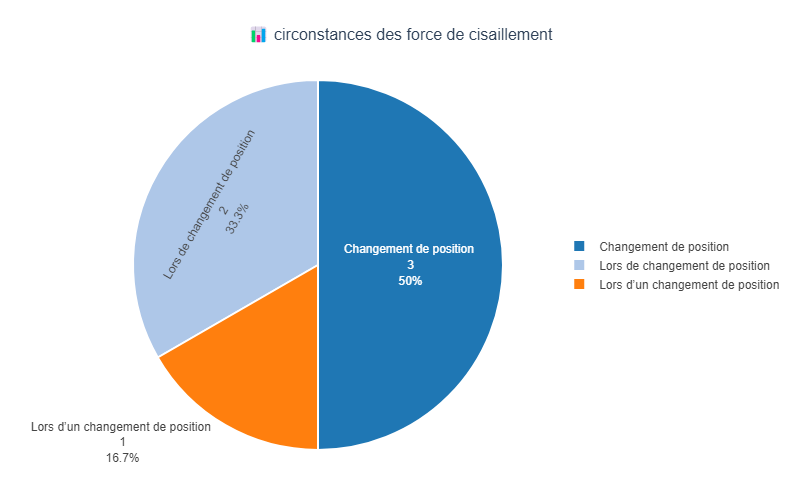 📊 circonstances des force de cisaillement
Lors de changement de position
2
33.3%
Changement de position
3
50%
Lors d’un changement de position
1
16.7%
Changement de position
Lors de changement de position
Lors d’un changement de position